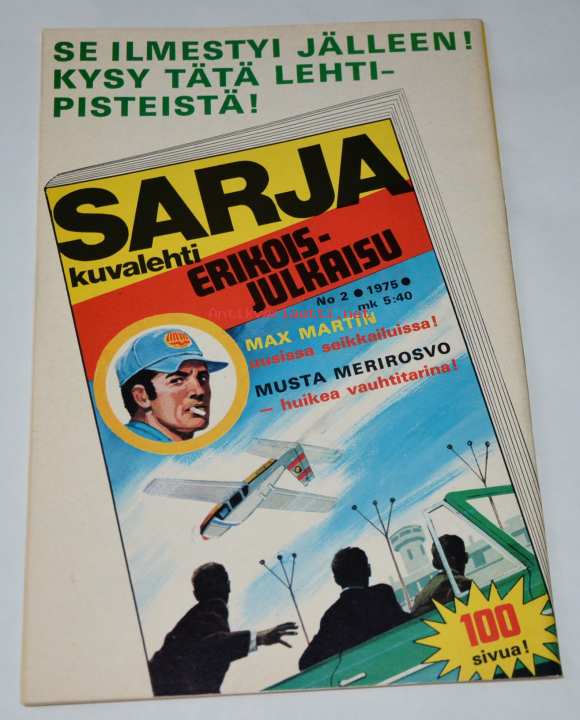 SE ILMESTYI JÄLLEEN!
KYSY TÄTÄ LEHTI-
PISTEISTÄ!
SARJA
kuvalehti
ERIKOIS-
JULKAISU
No 2 ● 1975 ●
mk 5:40
MAX MARTIN
uusissa seikkailuissa!
MUSTA MERIROSVO
— huikea vauhtitarina!
100
sivua!